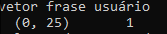 vetor frase usuário
(0, 25) 1